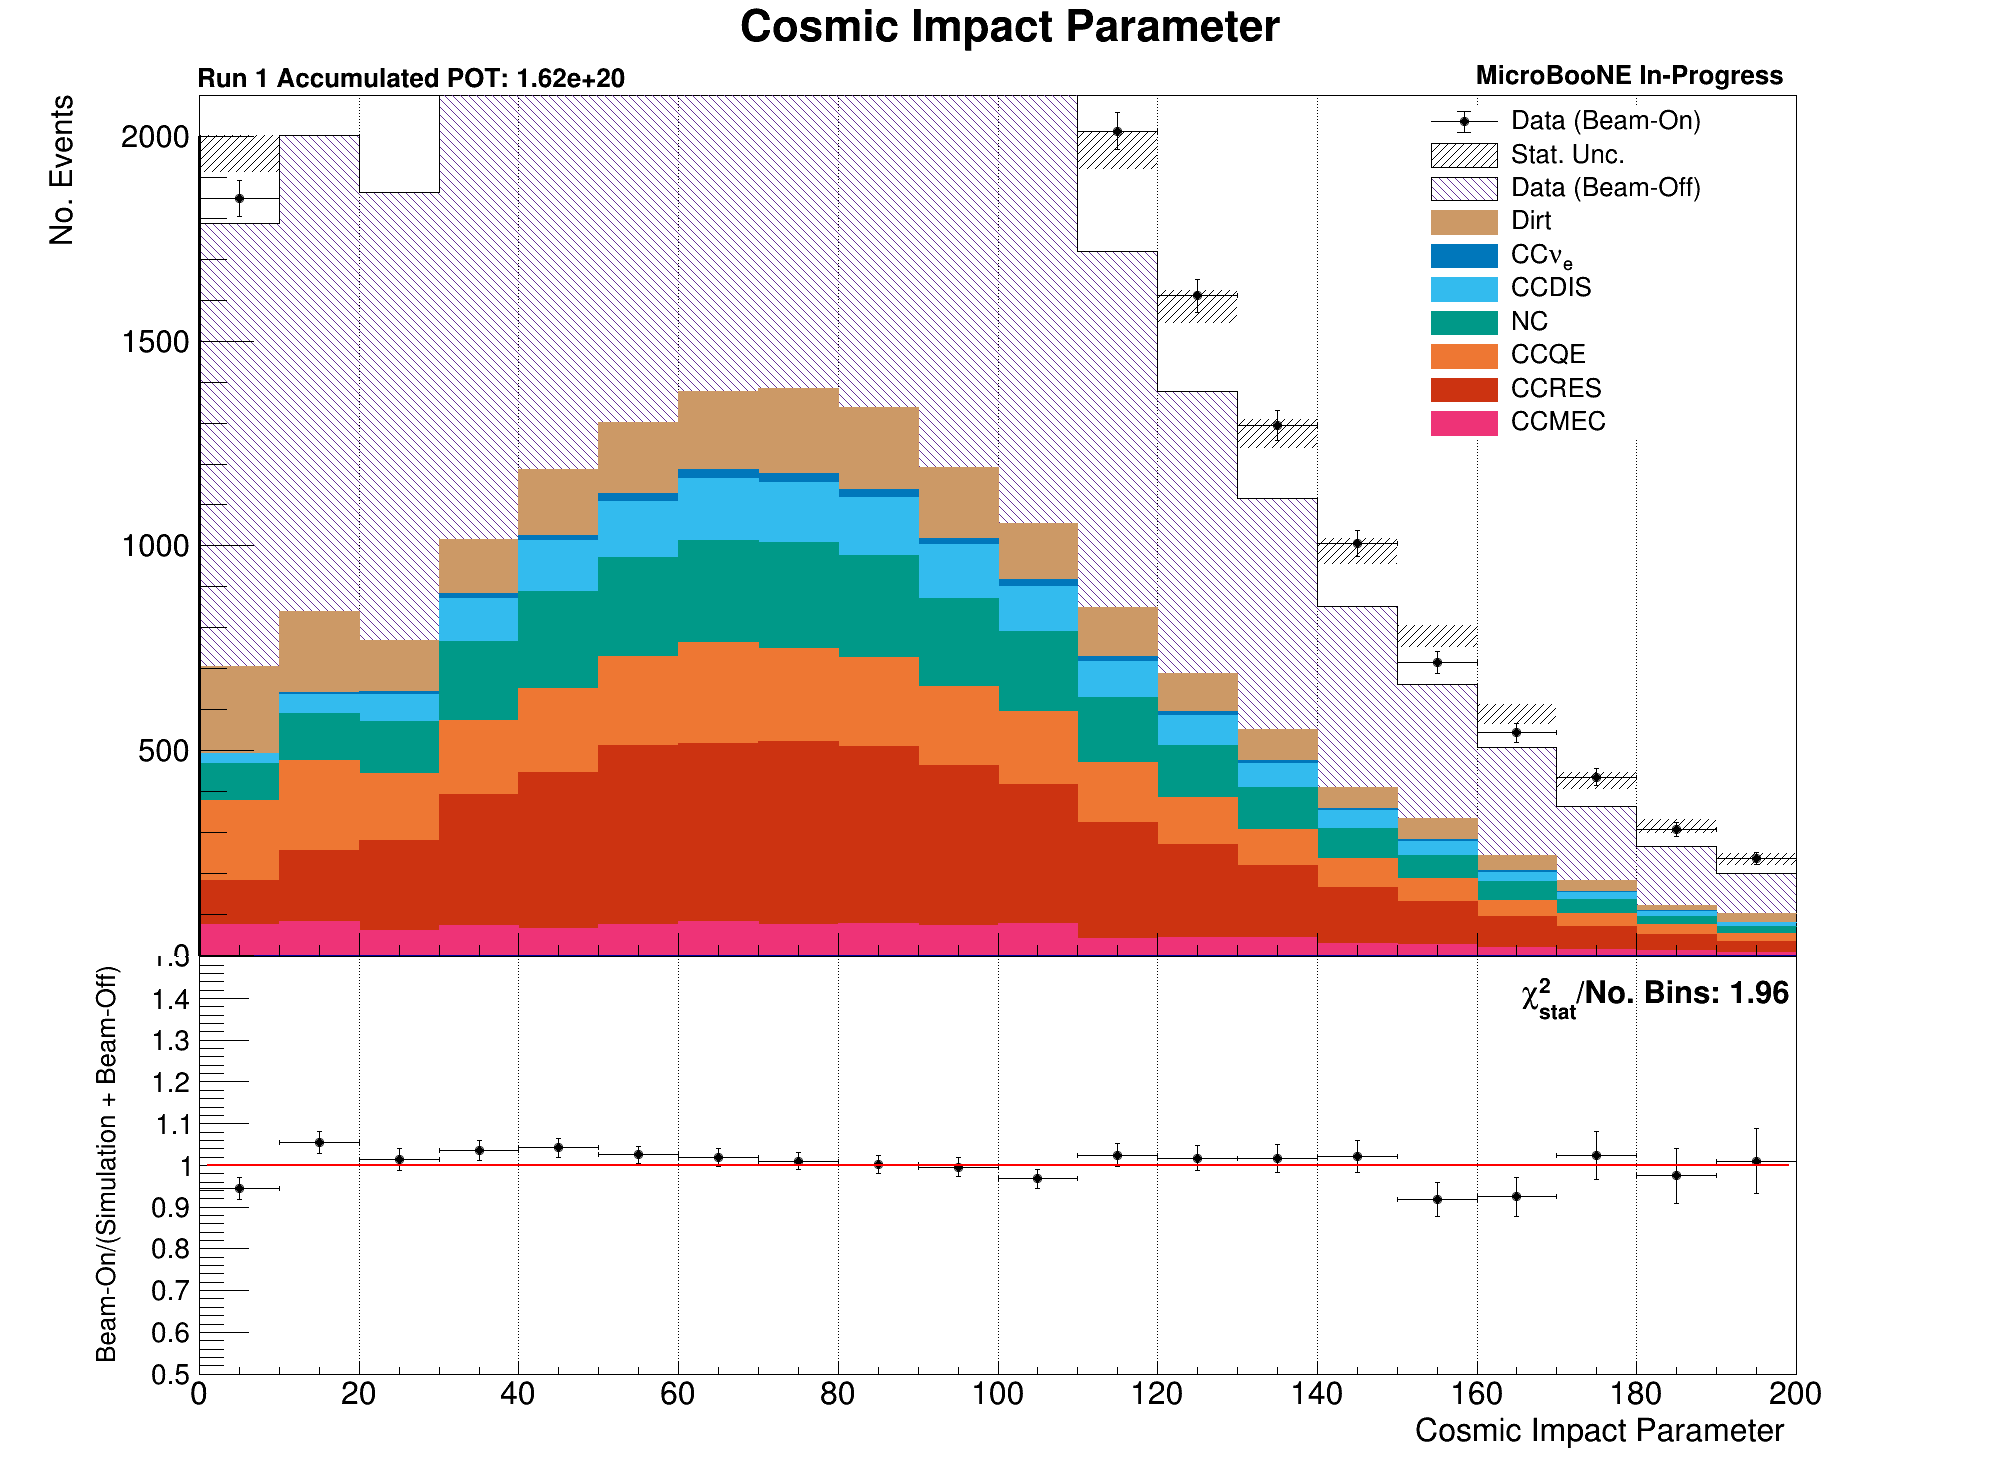 Cosmic Impact Parameter
Run 1 Accumulated POT: 1.62e+20
MicroBooNE In-Progress
No. Events
2000
1500
1000
500
0
Data (Beam-On)
Stat. Unc.
Data (Beam-Off)
Dirt
CCνe
CCDIS
NC
CCQE
CCRES
CCMEC
Beam-On/(Simulation + Beam-Off)
χ²stat/No. Bins: 1.96
1.5
1.4
1.3
1.2
1.1
1
0.9
0.8
0.7
0.6
0.5
0 20 40 60 80 100 120 140 160 180 200
Cosmic Impact Parameter